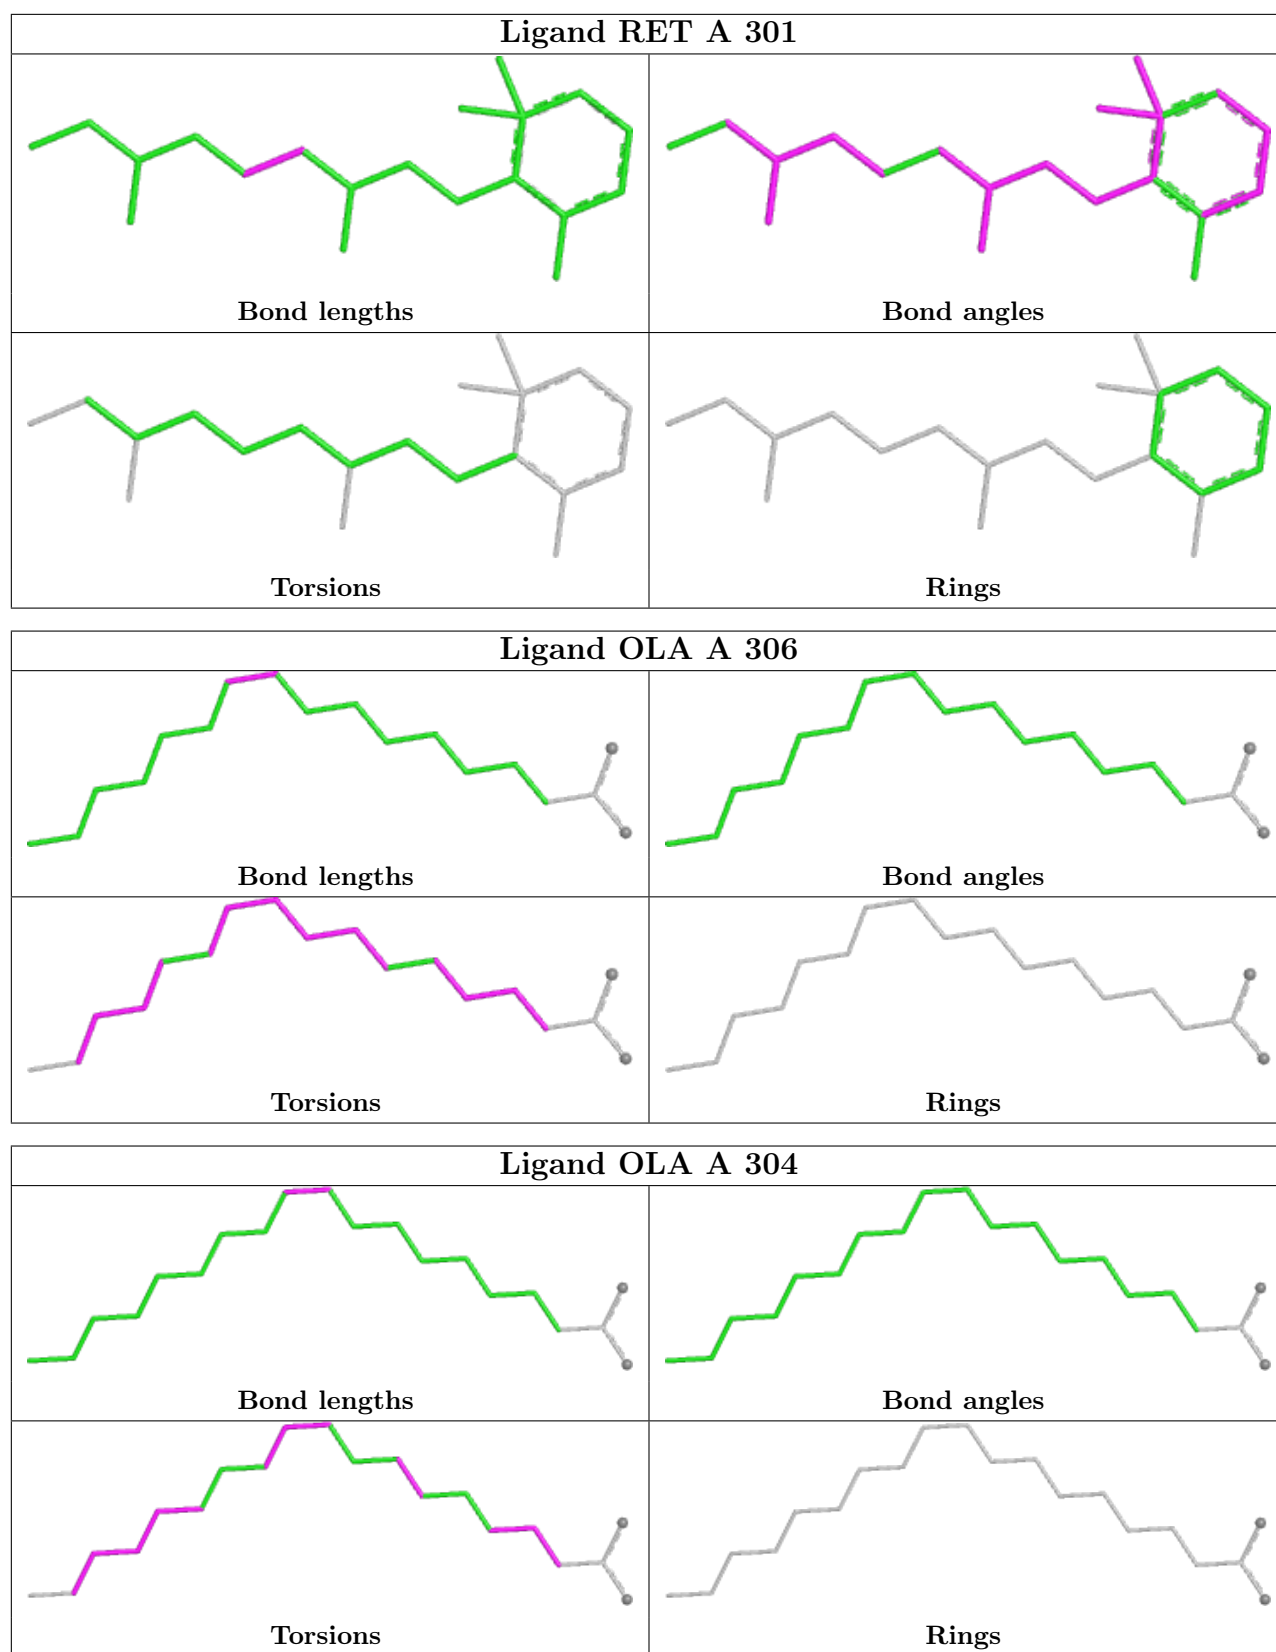 Ligand RET A 301
Bond lengths
Bond angles
Torsions
Rings
Ligand OLA A 306
Bond lengths
Bond angles
Torsions
Rings
Ligand OLA A 304
Bond lengths
Bond angles
Torsions
Rings